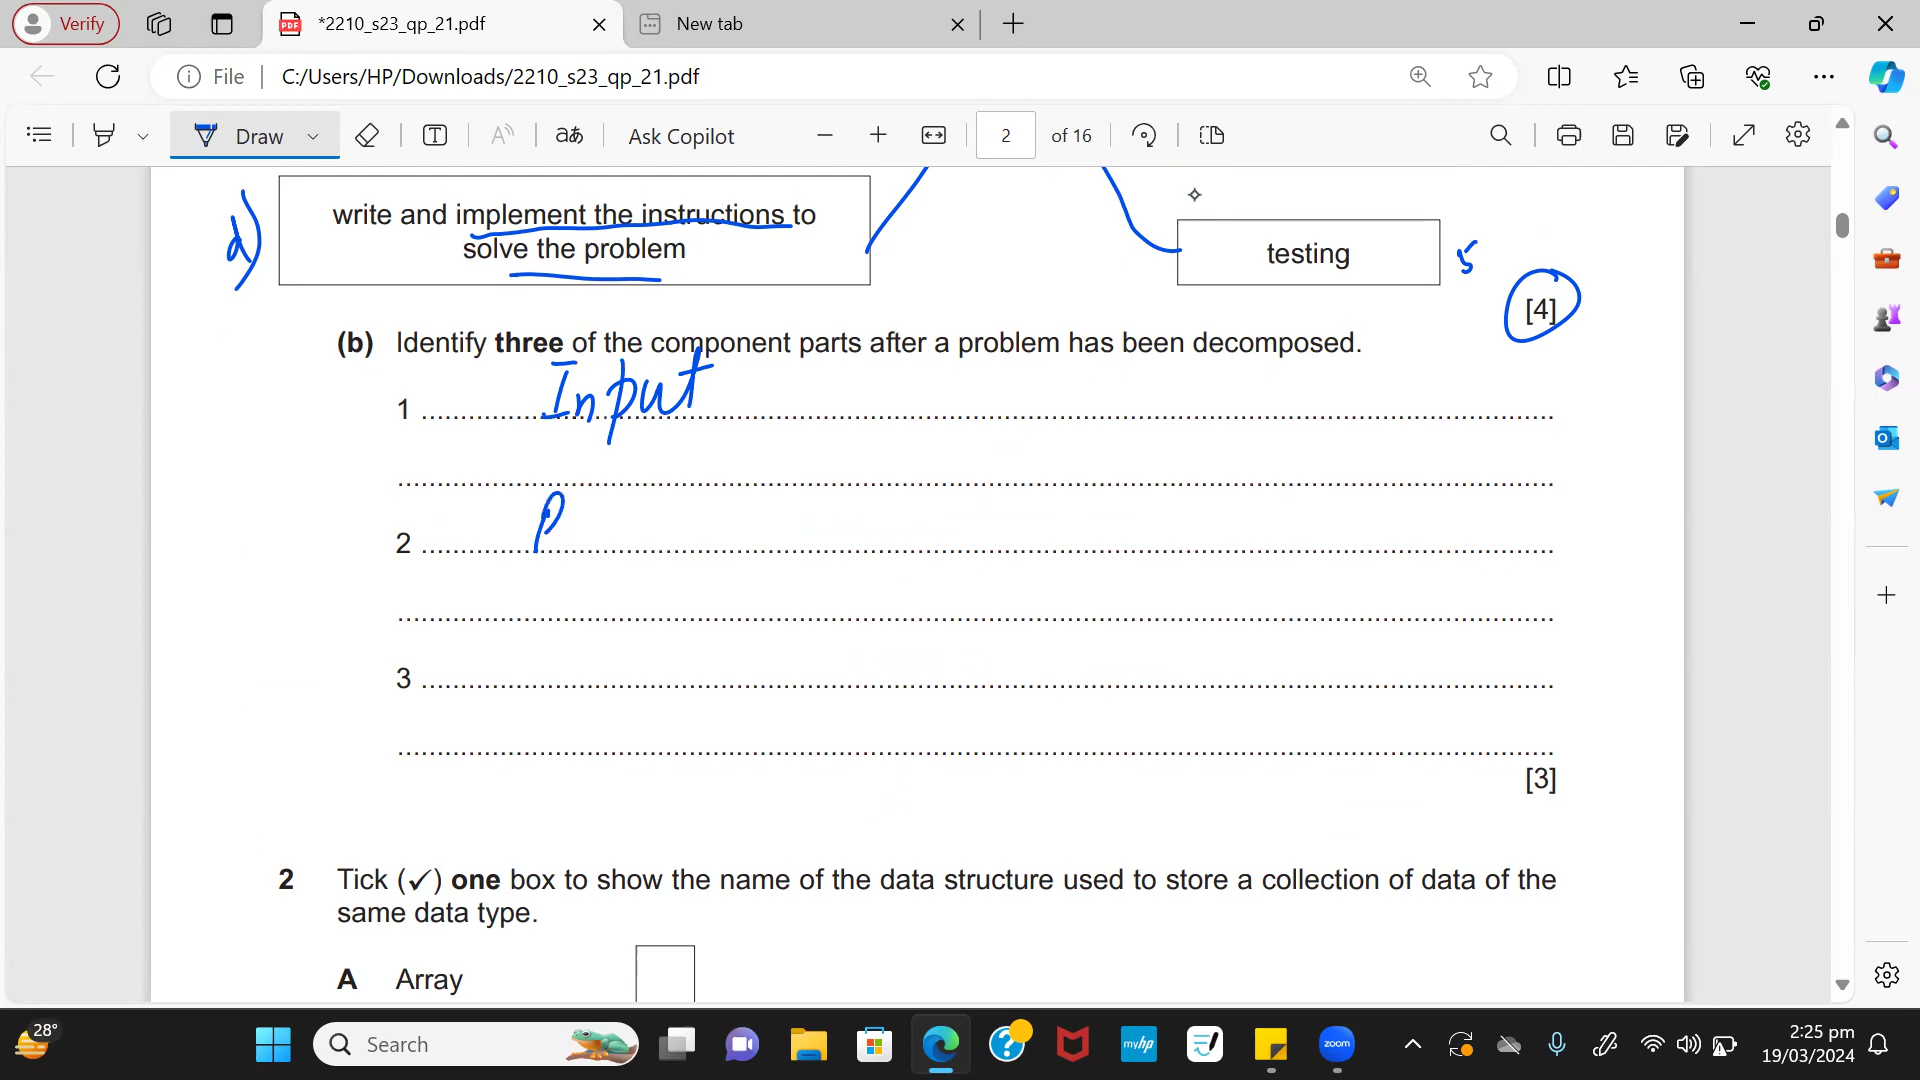 Verify
*2210_s23_qp_21.pdf
New tab
File
C:/Users/HP/Downloads/2210_s23_qp_21.pdf
Draw
Ask Copilot
2 of 16
d)
write and implement the instructions to
solve the problem
testing
5
[4]
(b) Identify three of the component parts after a problem has been decomposed.
1 Input
2 P
3
[3]
2 Tick (✓) one box to show the name of the data structure used to store a collection of data of the
same data type.
A Array
28°
Search
myhp
zoom
2:25 pm
19/03/2024